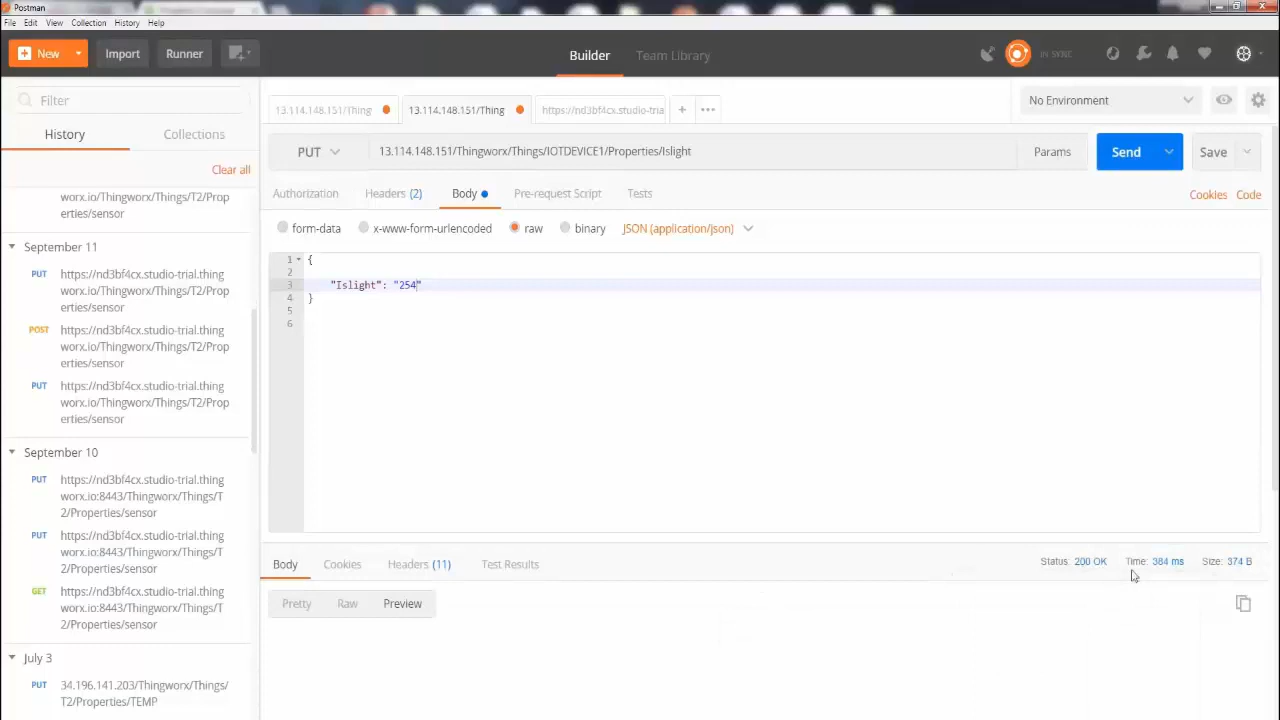 Postman
File Edit View Collection History Help
New
Import
Runner
Builder
Team Library
IN SYNC
Filter
History
Collections
Clear all
worx.io/Thingworx/Things/T2/Prop
erties/sensor
September 11
PUT
https://nd3bf4cx.studio-trial.thing
worx.io/Thingworx/Things/T2/Prop
erties/sensor
POST
https://nd3bf4cx.studio-trial.thing
worx.io/Thingworx/Things/T2/Prop
erties/sensor
PUT
https://nd3bf4cx.studio-trial.thing
worx.io/Thingworx/Things/T2/Prop
erties/sensor
September 10
PUT
https://nd3bf4cx.studio-trial.thing
worx.io:8443/Thingworx/Things/T
2/Properties/sensor
PUT
https://nd3bf4cx.studio-trial.thing
worx.io:8443/Thingworx/Things/T
2/Properties/sensor
GET
https://nd3bf4cx.studio-trial.thing
worx.io:8443/Thingworx/Things/T
2/Properties/sensor
July 3
PUT
34.196.141.203/Thingworx/Things/
T2/Properties/TEMP
13.114.148.151/Thing
13.114.148.151/Thing
https://nd3bf4cx.studio-tria
No Environment
PUT
13.114.148.151/Thingworx/Things/IOTDEVICE1/Properties/Islight
Params
Send
Save
Authorization
Headers (2)
Body
Pre-request Script
Tests
Cookies
Code
form-data
x-www-form-urlencoded
raw
binary
JSON (application/json)
1 {
2
3 "Islight": "254"
4 }
5
6
Body
Cookies
Headers (11)
Test Results
Status: 200 OK
Time: 384 ms
Size: 374 B
Pretty
Raw
Preview